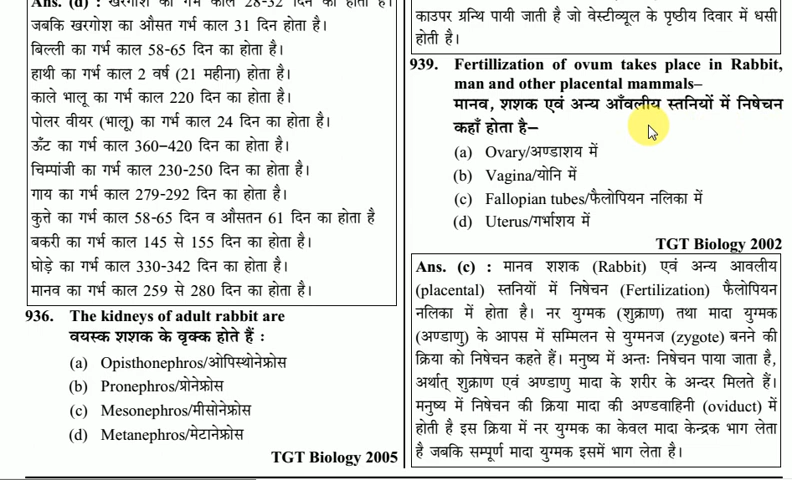 Ans. (d) : खरगोश का गर्भ काल 28-32 दिन का होता है।
जबकि खरगोश का औसत गर्भ काल 31 दिन का होता है।
बिल्ली का गर्भ काल 58-65 दिन का होता है।
हाथी का गर्भ काल 2 वर्ष (21 महीना) होता है।
काले भालू का गर्भ काल 220 दिन का होता है।
पोलर वीयर (भालू) का गर्भ काल 24 दिन का होता है।
ऊँट का गर्भ काल 360–420 दिन का होता है।
चिम्पांजी का गर्भ काल 230-250 दिन का होता है।
गाय का गर्भ काल 279-292 दिन का होता है।
कुत्ते का गर्भ काल 58-65 दिन व औसतन 61 दिन का होता है
बकरी का गर्भ काल 145 से 155 दिन का होता है।
घोड़े का गर्भ काल 330-342 दिन का होता है।
मानव का गर्भ काल 259 से 280 दिन का होता है।
936. The kidneys of adult rabbit are
वयस्क शशक के वृक्क होते हैं :
(a) Opisthonephros/ओपिस्थोनेफ्रोस
(b) Pronephros/प्रोनेफ्रोस
(c) Mesonephros/मीसोनेफ्रोस
(d) Metanephros/मेटानेफ्रोस
TGT Biology 2005
काउपर ग्रन्थि पायी जाती है जो वेस्टीव्यूल के पृष्ठीय दिवार में धसी
होती है।
939. Fertillization of ovum takes place in Rabbit,
man and other placental mammals–
मानव, शशक एवं अन्य आँवलीय स्तनियों में निषेचन
कहाँ होता है–
(a) Ovary/अण्डाशय में
(b) Vagina/योनि में
(c) Fallopian tubes/फैलोपियन नलिका में
(d) Uterus/गर्भाशय में
TGT Biology 2002
Ans. (c) : मानव शशक (Rabbit) एवं अन्य आवलीय
(placental) स्तनियों में निषेचन (Fertilization) फैलोपियन
नलिका में होता है। नर युग्मक (शुक्राण) तथा मादा युग्मक
(अण्डाणु) के आपस में सम्मिलन से युग्मनज (zygote) बनने की
क्रिया को निषेचन कहते हैं। मनुष्य में अन्तः निषेचन पाया जाता है,
अर्थात् शुक्राण एवं अण्डाणु मादा के शरीर के अन्दर मिलते हैं।
मनुष्य में निषेचन की क्रिया मादा की अण्डवाहिनी (oviduct) में
होती है इस क्रिया में नर युग्मक का केवल मादा केन्द्रक भाग लेता
है जबकि सम्पूर्ण मादा युग्मक इसमें भाग लेता है।